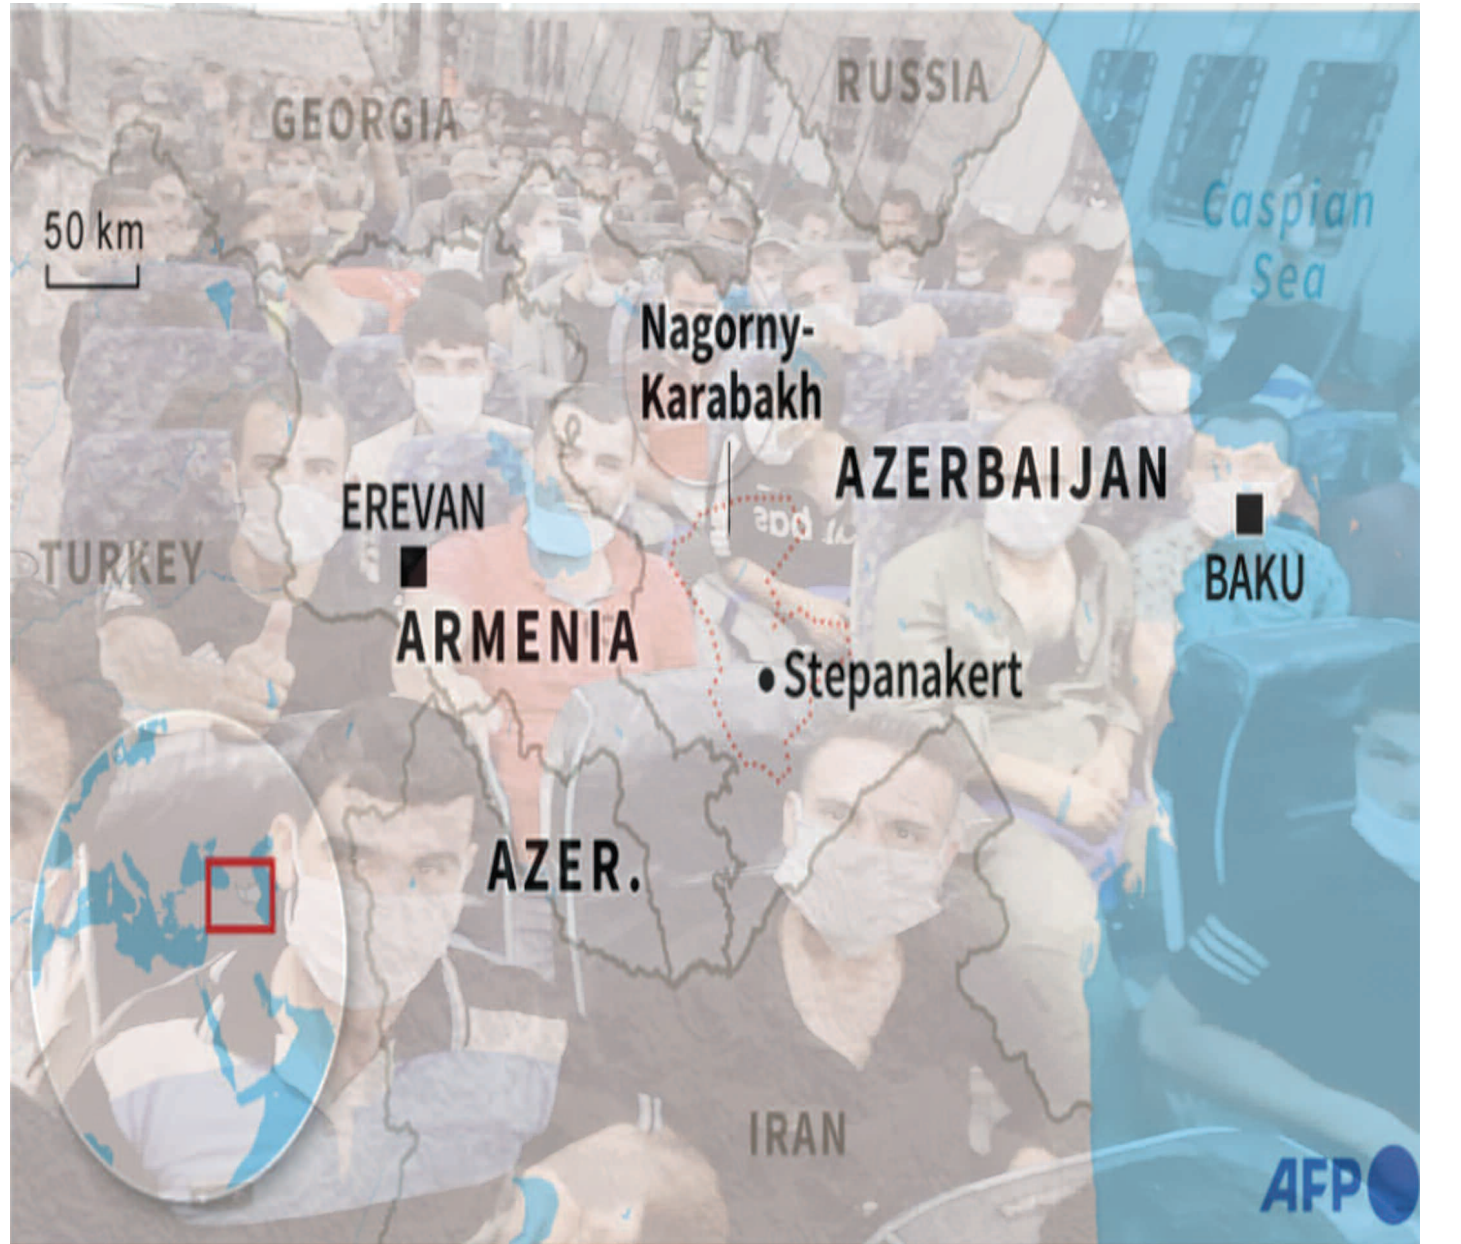 RUSSIA
GEORGIA
Caspian
Sea
50 km
Nagorny-
Karabakh
AZERBAIJAN
EREVAN
TURKEY
BAKU
ARMENIA
Stepanakert
AZER.
IRAN
AFP